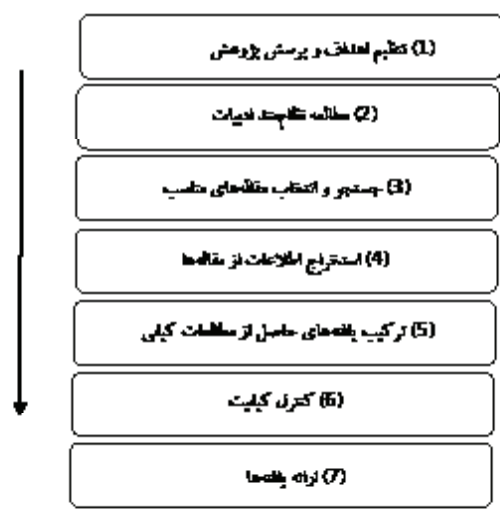 (1) تنظیم اهداف و پرسش پژوهش
(2) مطالعه نظام‌مند ادبیات
(3) جستجو و انتخاب مقاله‌های مناسب
(4) استخراج اطلاعات از مقاله‌ها
(5) ترکیب یافته‌های حاصل از مطالعات کیفی
(6) کنترل کیفیت
(7) ارائه یافته‌ها